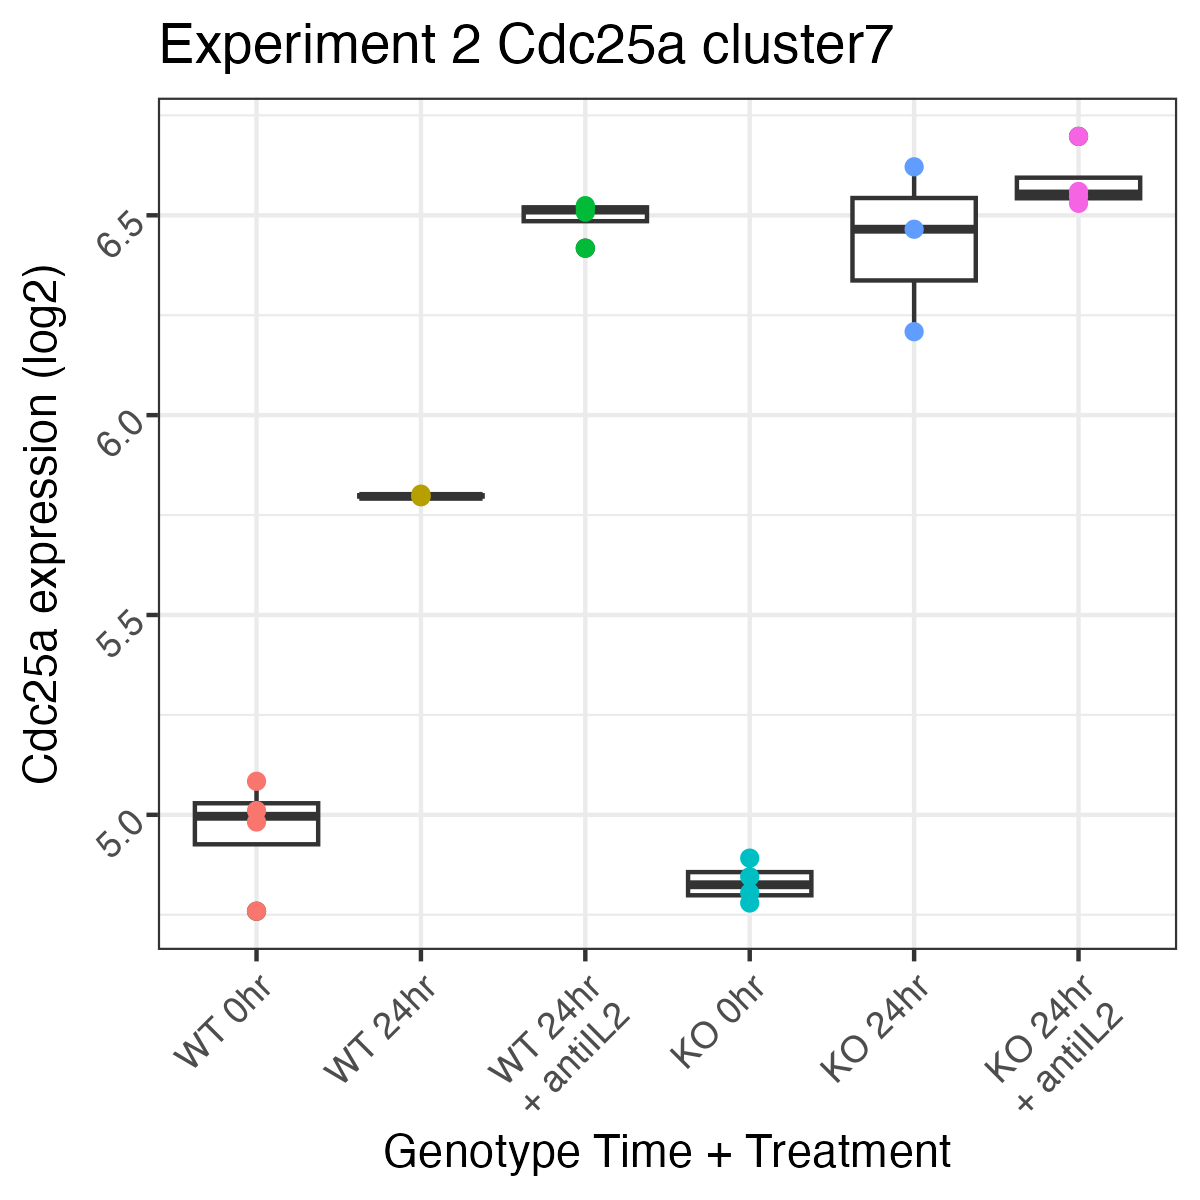 Experiment 2 Cdc25a cluster7
Cdc25a expression (log2)
6.5
6.0
5.5
5.0
WT 0hr
WT 24hr
WT 24hr
+ antiIL2
KO 0hr
KO 24hr
KO 24hr
+ antiIL2
Genotype Time + Treatment